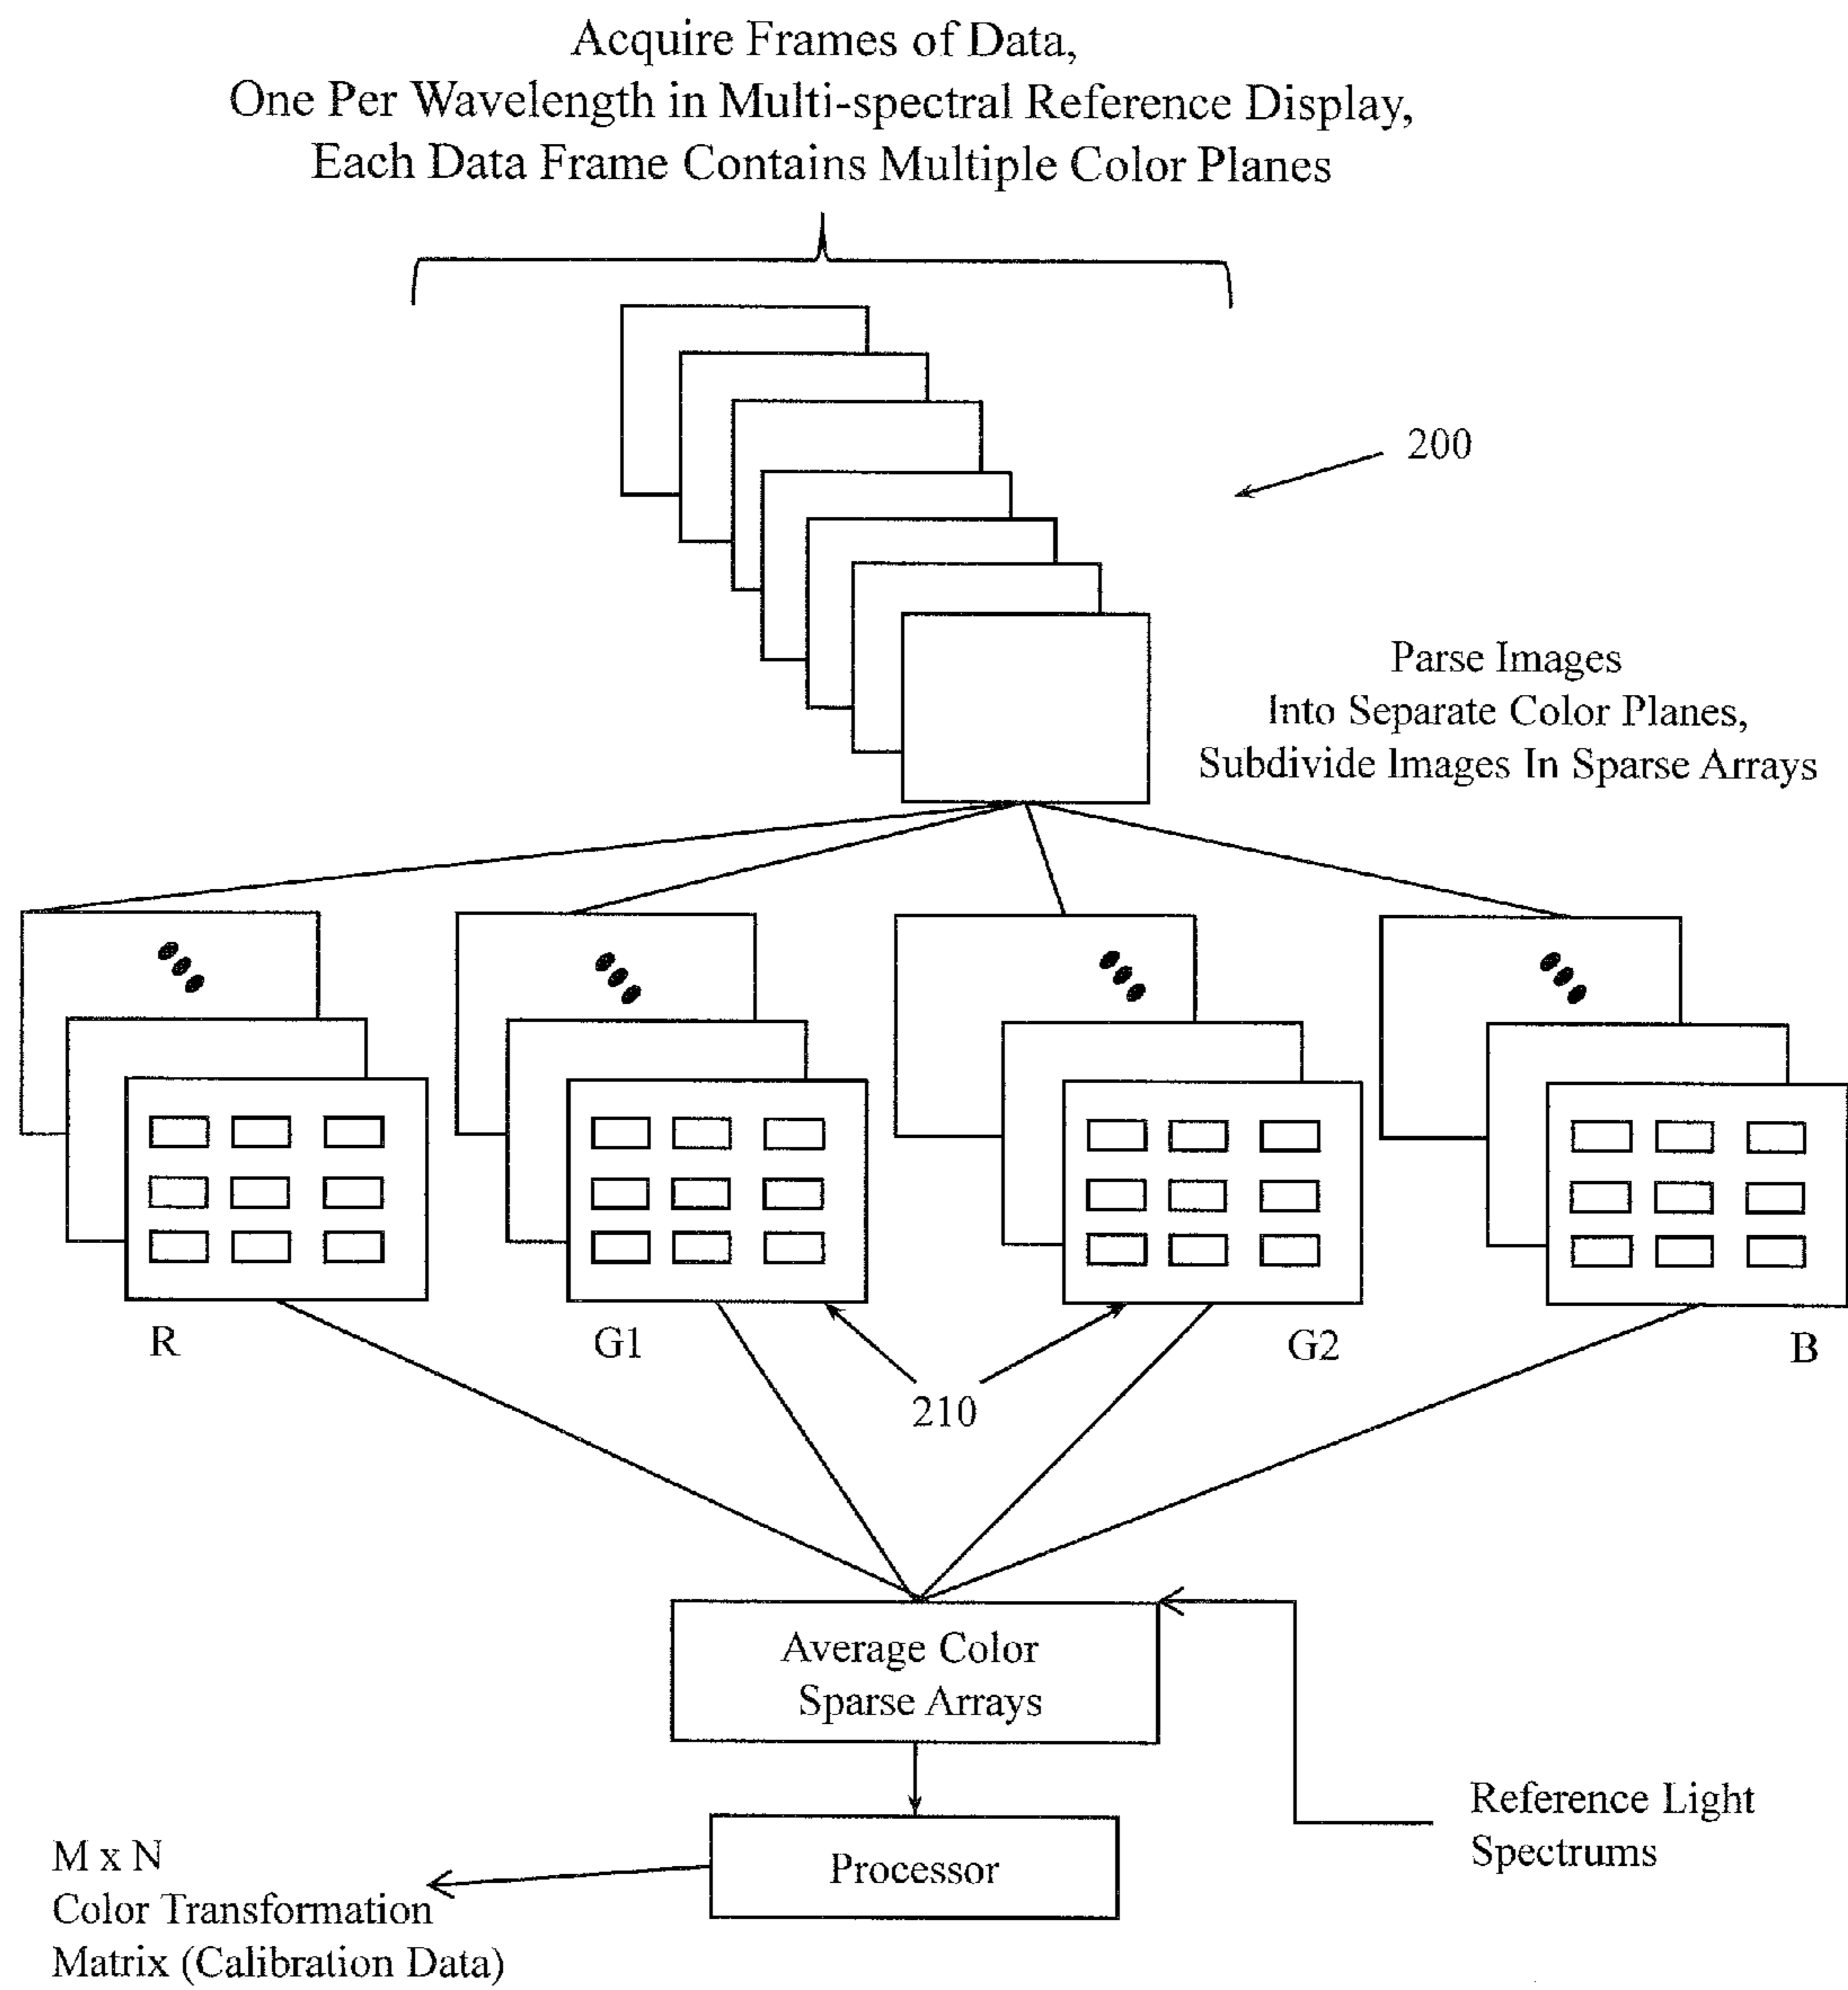 Acquire Frames of Data,
One Per Wavelength in Multi-spectral Reference Display,
Each Data Frame Contains Multiple Color Planes
200
Parse Images
Into Separate Color Planes,
Subdivide Images In Sparse Arrays
R
G1
G2
B
210
Average Color
Sparse Arrays
Reference Light
Spectrums
Processor
M x N
Color Transformation
Matrix (Calibration Data)